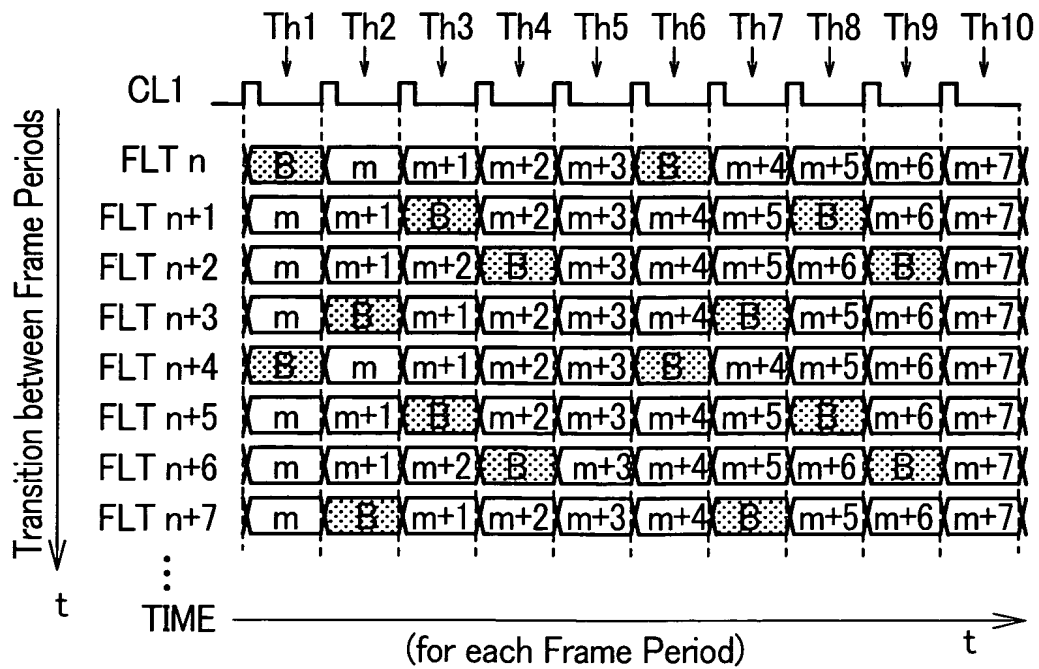 Th1 Th2 Th3 Th4 Th5 Th6 Th7 Th8 Th9 Th10
CL1
FLT n B m m+1 m+2 m+3 B m+4 m+5 m+6 m+7
FLT n+1 m m+1 B m+2 m+3 m+4 m+5 B m+6 m+7
FLT n+2 m m+1 m+2 B m+3 m+4 m+5 m+6 B m+7
FLT n+3 m B m+1 m+2 m+3 m+4 B m+5 m+6 m+7
FLT n+4 B m m+1 m+2 m+3 B m+4 m+5 m+6 m+7
FLT n+5 m m+1 B m+2 m+3 m+4 m+5 B m+6 m+7
FLT n+6 m m+1 m+2 B m+3 m+4 m+5 m+6 B m+7
FLT n+7 m B m+1 m+2 m+3 m+4 B m+5 m+6 m+7
Transition between Frame Periods
t
TIME
(for each Frame Period)
t